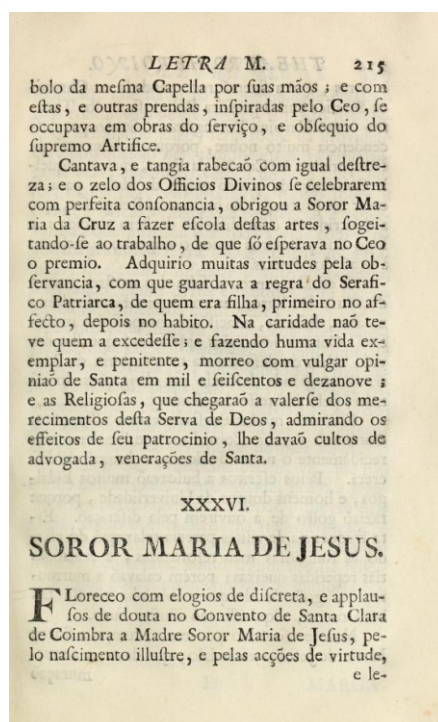 LETRA M. 215
bolo da meſma Capella por ſuas mãos ; e com
eſtas, e outras prendas, inſpiradas pelo Ceo, ſe
occupava em obras do ſerviço, e obſequio do
ſupremo Artifice.
Cantava, e tangia rabecaõ com igual deſtre-
za; e o zelo dos Officios Divinos ſe celebrarem
com perfeita conſonancia, obrigou a Soror Ma-
ria da Cruz a fazer eſcola deſtas artes, ſogei-
tando-ſe ao trabalho, de que ſó eſperava no Ceo
o premio. Adquirio muitas virtudes pela ob-
ſervancia, com que guardava a regra do Serafi-
co Patriarca, de quem era filha, primeiro no af-
fecto, depois no habito. Na caridade naõ te-
ve quem a excedeſſe; e fazendo huma vida ex-
emplar, e penitente, morreo com vulgar opi-
niaõ de Santa em mil e ſeiſcentos e dezanove ;
e as Religioſas, que chegaraõ a valerſe dos me-
recimentos deſta Serva de Deos, admirando os
effeitos de ſeu patrocinio, lhe davaõ cultos de
advogada, venerações de Santa.
XXXVI.
SOROR MARIA DE JESUS.
FLoreceo com elogios de diſcreta, e applau-
ſos de douta no Convento de Santa Clara
de Coimbra a Madre Soror Maria de Jeſus, pe-
lo naſcimento illuſtre, e pelas acções de virtude,
e le-